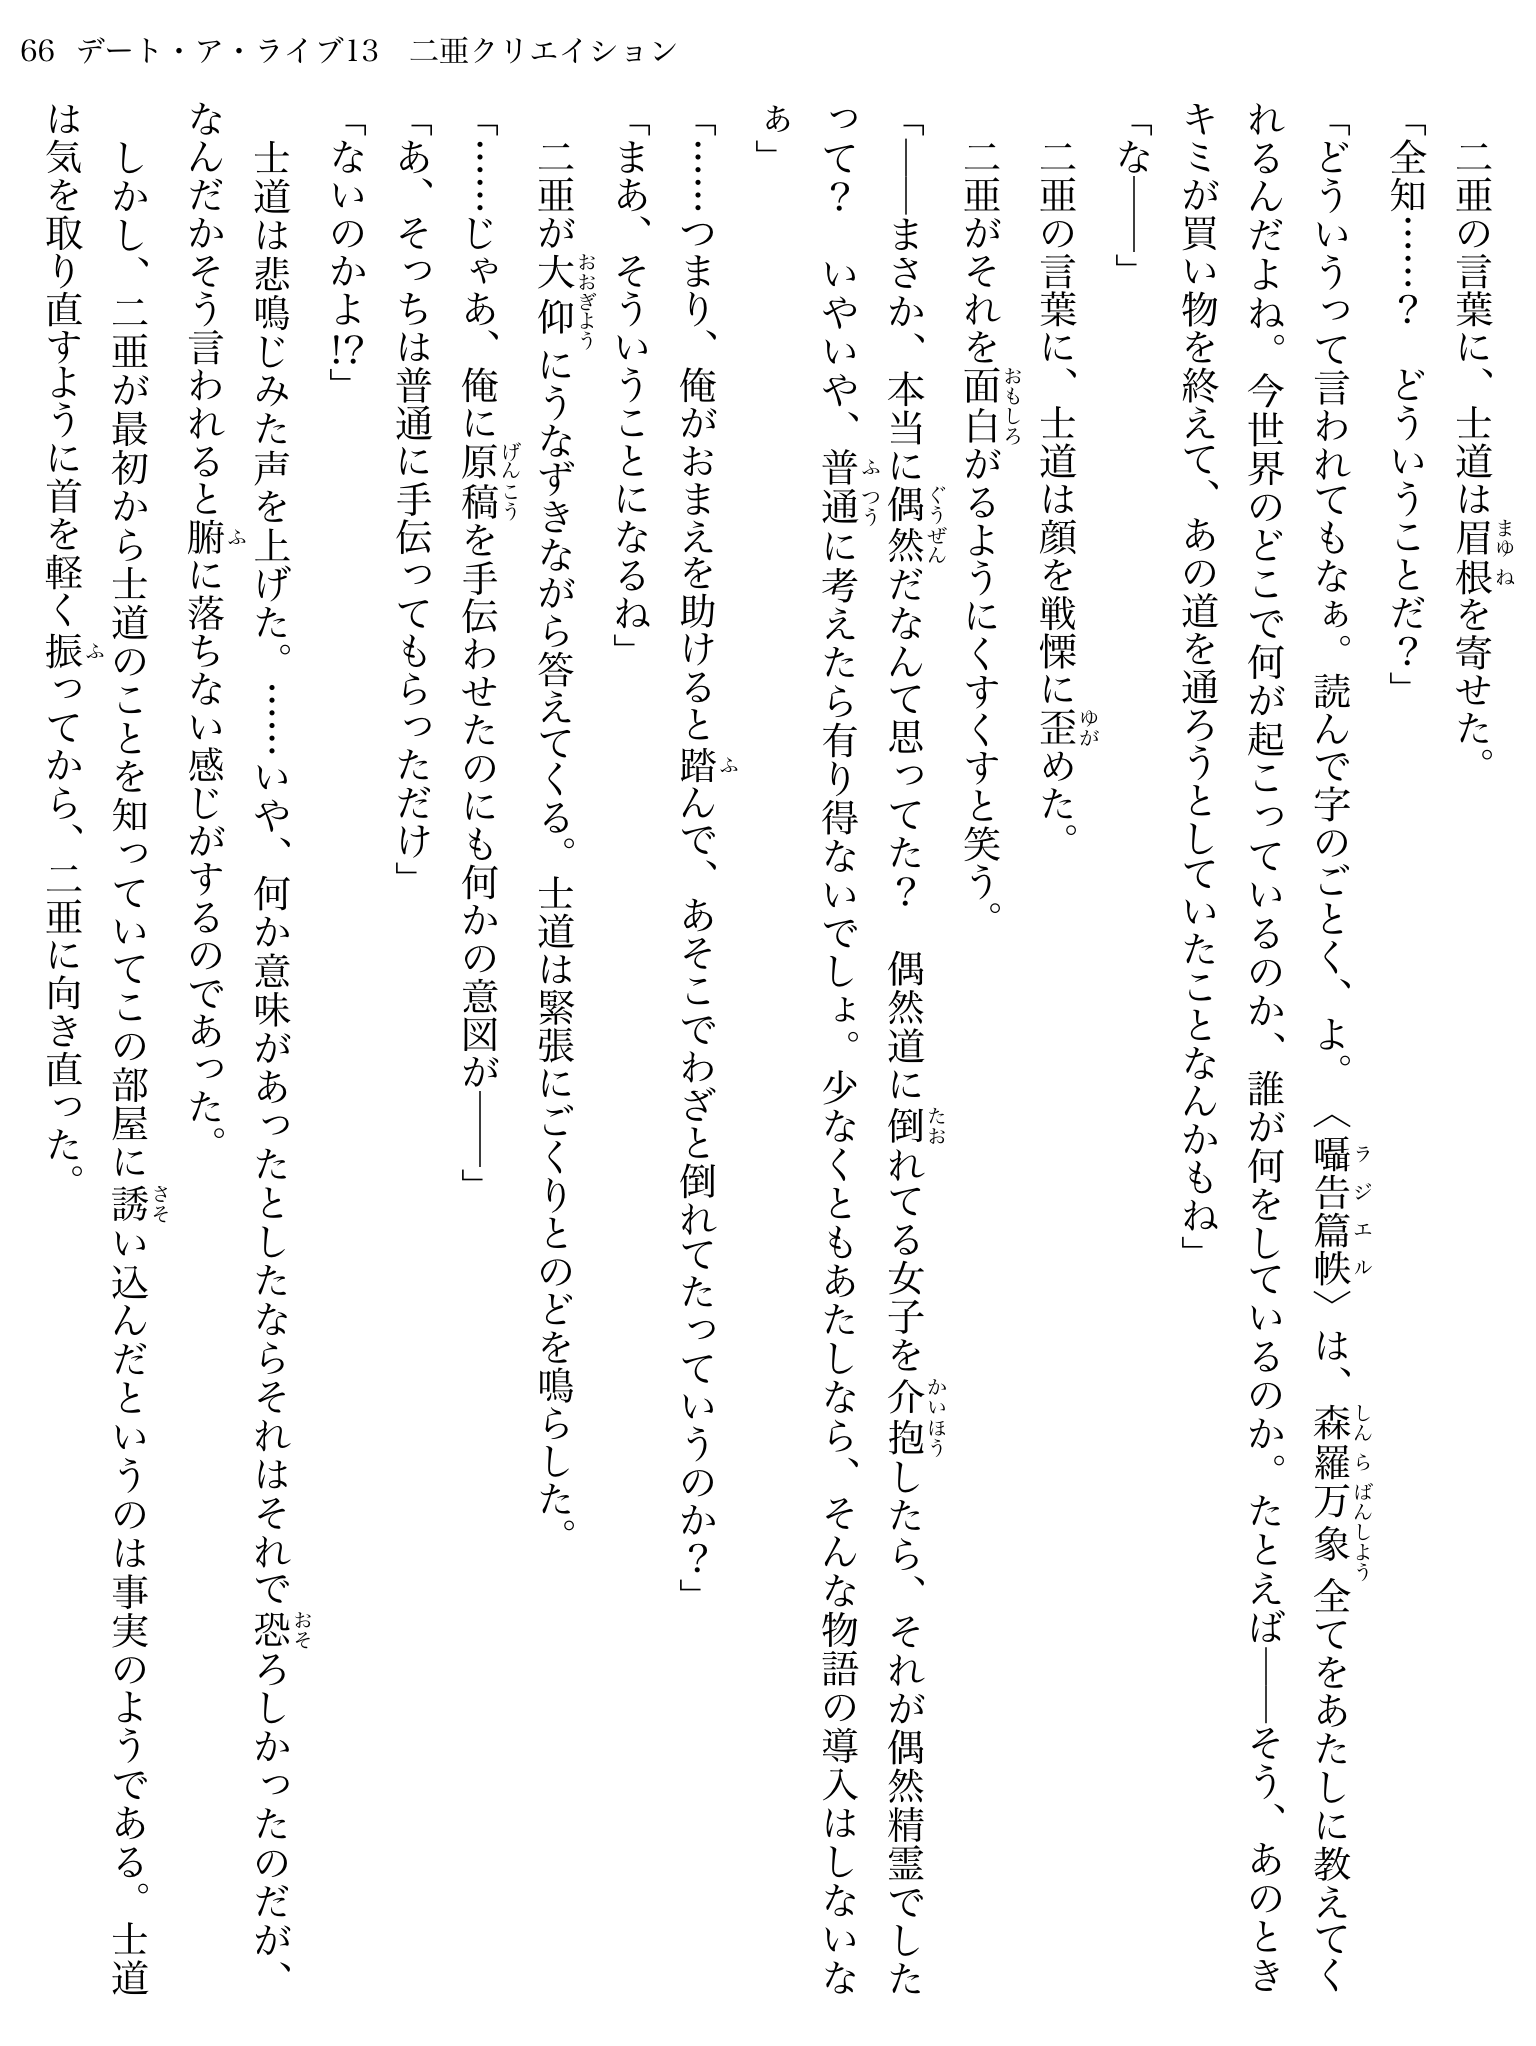 66 デート・ア・ライブ13　二亜クリエイション
　二亜の言葉に、士道は眉根を寄せた。
「全知……？　どういうことだ？」
「どういうって言われてもなぁ。読んで字のごとく、よ。〈囁告篇帙〉は、森羅万象全てをあたしに教えてく
れるんだよね。今世界のどこで何が起こっているのか、誰が何をしているのか。たとえば――そう、あのとき
キミが買い物を終えて、あの道を通ろうとしていたことなんかもね」
「な――」
　二亜の言葉に、士道は顔を戦慄に歪めた。
　二亜がそれを面白がるようにくすくすと笑う。
「――まさか、本当に偶然だなんて思ってた？　偶然道に倒れてる女子を介抱したら、それが偶然精霊でした
って？　いやいや、普通に考えたら有り得ないでしょ。少なくともあたしなら、そんな物語の導入はしないな
ぁ」
「……つまり、俺がおまえを助けると踏んで、あそこでわざと倒れてたっていうのか？」
「まあ、そういうことになるね」
　二亜が大仰にうなずきながら答えてくる。士道は緊張にごくりとのどを鳴らした。
「……じゃあ、俺に原稿を手伝わせたのにも何かの意図が――」
「あ、そっちは普通に手伝ってもらっただけ」
「ないのかよ!?」
　士道は悲鳴じみた声を上げた。……いや、何か意味があったとしたならそれはそれで恐ろしかったのだが、
なんだかそう言われると腑に落ちない感じがするのであった。
　しかし、二亜が最初から士道のことを知っていてこの部屋に誘い込んだというのは事実のようである。士道
は気を取り直すように首を軽く振ってから、二亜に向き直った。